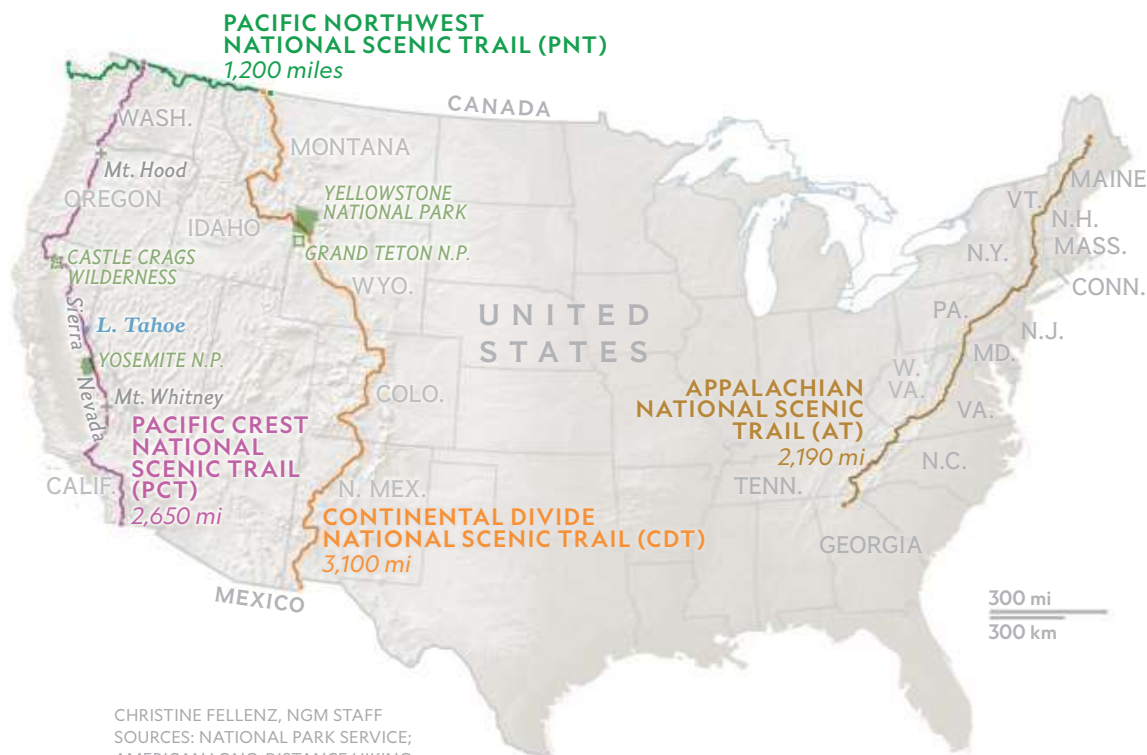 PACIFIC NORTHWEST
NATIONAL SCENIC TRAIL (PNT)
1,200 miles
CANADA
WASH.
MONTANA
Mt. Hood
OREGON
IDAHO
YELLOWSTONE
NATIONAL PARK
GRAND TETON N.P.
CASTLE CRAGS
WILDERNESS
WYO.
Sierra Nevada
L. Tahoe
YOSEMITE N.P.
Mt. Whitney
UNITED
STATES
COLO.
MAINE
VT.
N.H.
MASS.
N.Y.
CONN.
PA.
N.J.
MD.
W.
VA.
VA.
APPALACHIAN
NATIONAL SCENIC
TRAIL (AT)
2,190 mi
N.C.
TENN.
GEORGIA
PACIFIC CREST
NATIONAL
SCENIC TRAIL
(PCT)
2,650 mi
CALIF.
N. MEX.
CONTINENTAL DIVIDE
NATIONAL SCENIC TRAIL (CDT)
3,100 mi
MEXICO
300 mi
300 km
CHRISTINE FELLENZ, NGM STAFF
SOURCES: NATIONAL PARK SERVICE;
AMERICAN LONG-DISTANCE HIKING